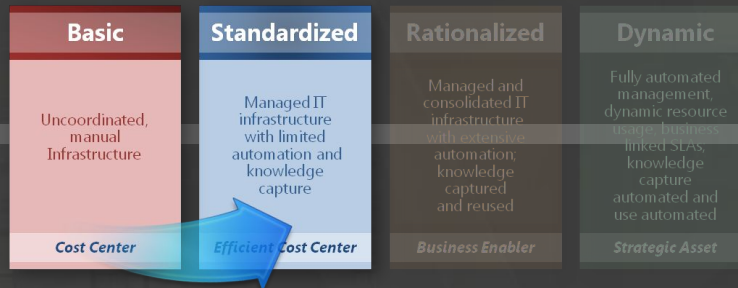 Basic
Uncoordinated,
manual
Infrastructure
Cost Center
Standardized
Managed IT
infrastructure
with limited
automation and
knowledge
capture
Efficient Cost Center
Rationalized
Managed and
consolidated IT
infrastructure
with extensive
automation;
knowledge
captured
and reused
Business Enabler
Dynamic
Fully automated
management,
dynamic resource
usage, business
linked SLAs,
knowledge
capture
automated and
use automated
Strategic Asset